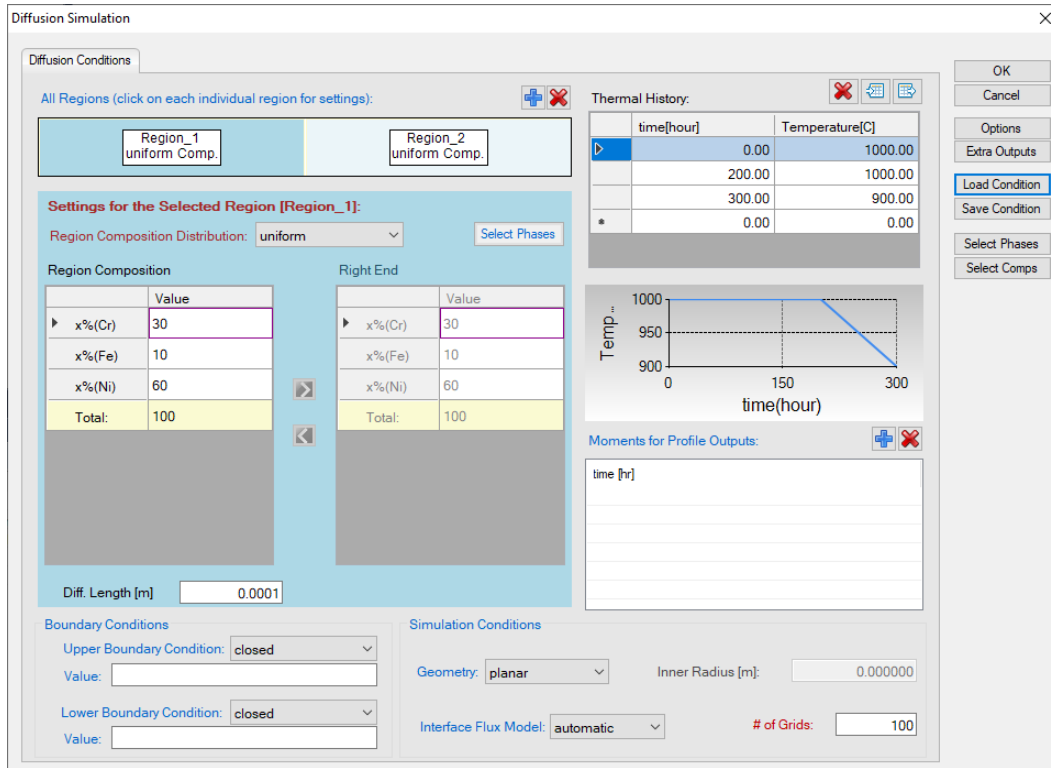 Diffusion Simulation
Diffusion Conditions
All Regions (click on each individual region for settings):
Region_1
uniform Comp.
Region_2
uniform Comp.
Settings for the Selected Region [Region_1]:
Region Composition Distribution: uniform
Select Phases
Region Composition
Value
x%(Cr) 30
x%(Fe) 10
x%(Ni) 60
Total: 100
Right End
Value
x%(Cr) 30
x%(Fe) 10
x%(Ni) 60
Total: 100
Diff. Length [m] 0.0001
Boundary Conditions
Upper Boundary Condition: closed
Value:
Lower Boundary Condition: closed
Value:
Simulation Conditions
Geometry: planar
Inner Radius [m]: 0.000000
Interface Flux Model: automatic
# of Grids: 100
Thermal History:
time[hour] Temperature[C]
0.00 1000.00
200.00 1000.00
300.00 900.00
* 0.00 0.00
Temp...
1000
950
900
0 150 300
time(hour)
Moments for Profile Outputs:
time [hr]
OK
Cancel
Options
Extra Outputs
Load Condition
Save Condition
Select Phases
Select Comps